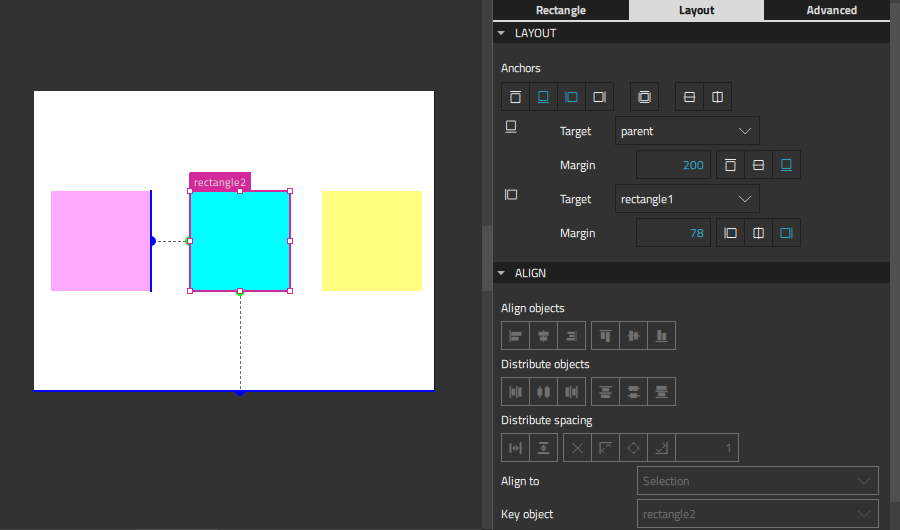 Rectangle Layout Advanced
LAYOUT
Anchors
Target parent
Margin 200
Target rectangle1
Margin 78
rectangle2
ALIGN
Align objects
Distribute objects
Distribute spacing
1
Align to Selection
Key object rectangle2